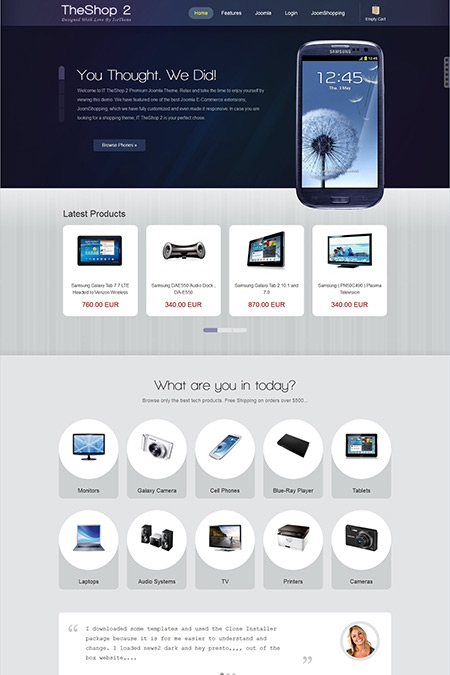 TheShop 2
Designed With Love By IceTheme
Home Features Joomla Login JoomShopping
Empty Cart
SAMSUNG
12:45
Thu, 3 May
You Thought. We Did!
Welcome to IT TheShop 2 Premium Joomla Theme. Relax and take the time to enjoy yourself by
viewing this demo. We have featured one of the best Joomla E-Commerce extensions,
JoomShopping, which we have fully customized and even made it responsive. In case you are
looking for a shopping theme, IT TheShop 2 is your perfect choise.
Browse Phones »
Latest Products
Samsung Galaxy Tab 7.7 LTE
Headed to Verizon Wireless
760.00 EUR
Samsung DAE550 Audio Dock ,
DA-E550
340.00 EUR
Samsung Galaxy Tab 2 10.1 and
7.0
870.00 EUR
Samsung | PN50C490 | Plasma
Television
340.00 EUR
What are you in today?
Browse only the best tech products. Free Shipping on orders over $500...
Monitors
Galaxy Camera
Cell Phones
Blue-Ray Player
Tablets
Laptops
Audio Systems
TV
Printers
Cameras
“ I downloaded some templates and used the Clone Installer
package because it is for me easier to understand and
change. I loaded news2 dark and hey presto,,,, out of the
box website.... ”